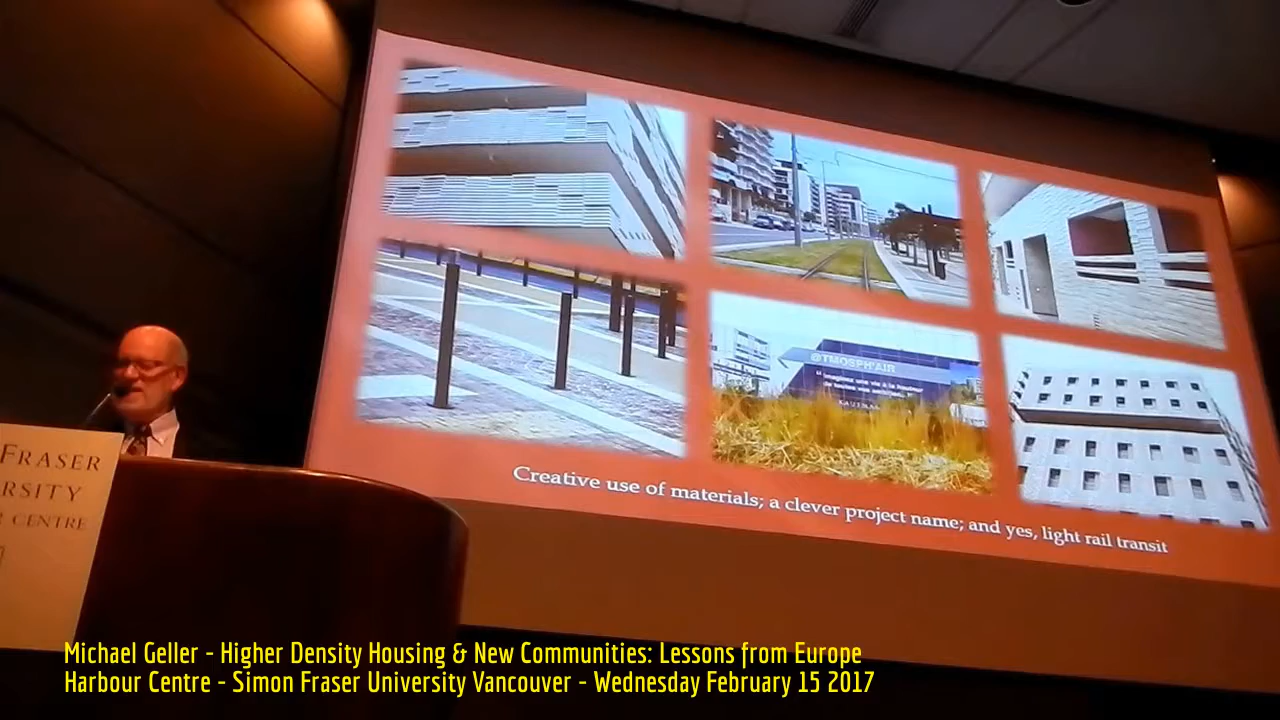 FRASER
RSITY
CENTRE
@TMOSPH'AIR
Creative use of materials; a clever project name; and yes, light rail transit
Michael Geller - Higher Density Housing & New Communities: Lessons from Europe
Harbour Centre - Simon Fraser University Vancouver - Wednesday February 15 2017